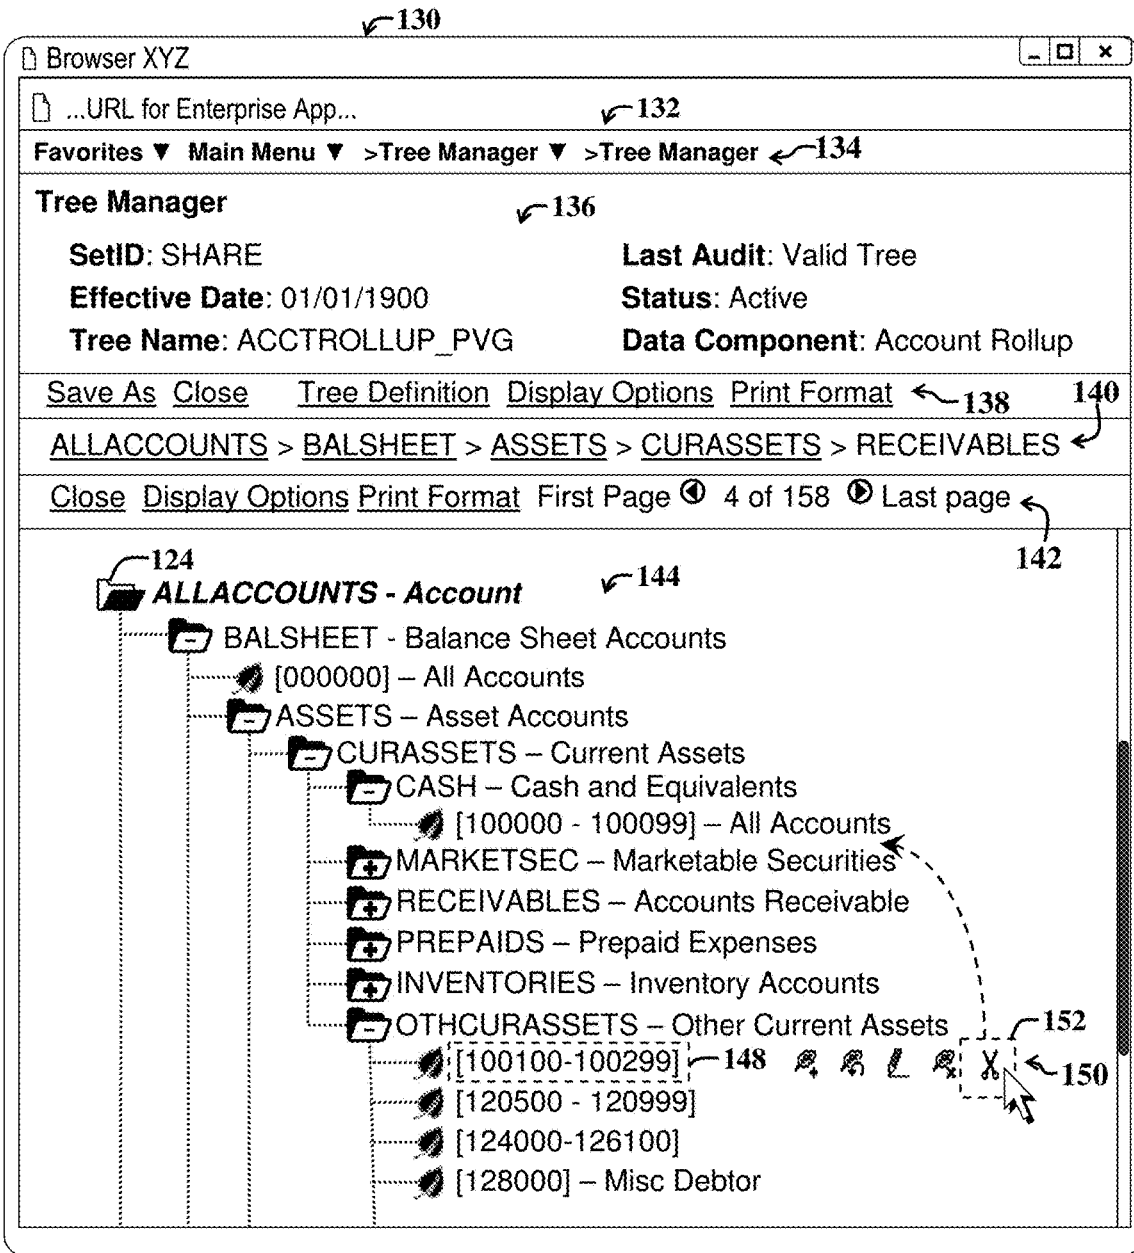 130
Browser XYZ
...URL for Enterprise App... 132
Favorites ▼ Main Menu ▼ >Tree Manager ▼ >Tree Manager 134
Tree Manager 136
SetID: SHARE Last Audit: Valid Tree
Effective Date: 01/01/1900 Status: Active
Tree Name: ACCTROLLUP_PVG Data Component: Account Rollup
Save As Close Tree Definition Display Options Print Format 138 140
ALLACCOUNTS > BALSHEET > ASSETS > CURASSETS > RECEIVABLES
Close Display Options Print Format First Page 4 of 158 Last page
142
124
ALLACCOUNTS - Account 144
BALSHEET - Balance Sheet Accounts
[000000] – All Accounts
ASSETS – Asset Accounts
CURASSETS – Current Assets
CASH – Cash and Equivalents
[100000 - 100099] – All Accounts
MARKETSEC – Marketable Securities
RECEIVABLES – Accounts Receivable
PREPAIDS – Prepaid Expenses
INVENTORIES – Inventory Accounts
OTHCURASSETS – Other Current Assets 152
[100100-100299] 148 150
[120500 - 120999]
[124000-126100]
[128000] – Misc Debtor